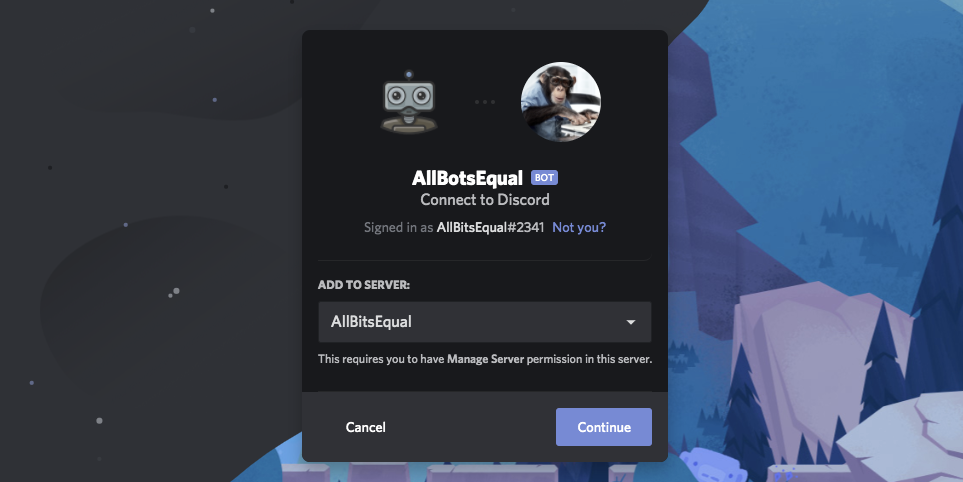 AllBotsEqual BOT
Connect to Discord
Signed in as AllBitsEqual#2341 Not you?
ADD TO SERVER:
AllBitsEqual
This requires you to have Manage Server permission in this server.
Cancel Continue